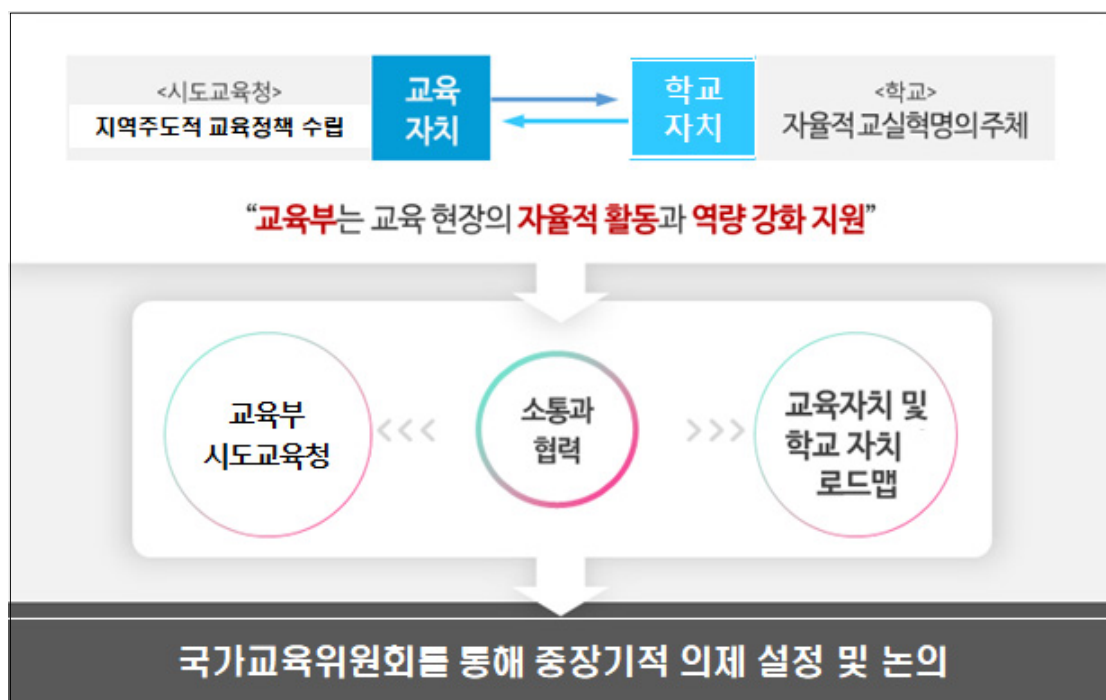 <시도교육청>
지역주도적 교육정책 수립
교육
자치
학교
자치
<학교>
자율적 교실혁명의 주체
“교육부는 교육 현장의 자율적 활동과 역량 강화 지원”
교육부
시도교육청
<<<
소통과
협력
>>>
교육자치 및
학교 자치
로드맵
국가교육위원회를 통해 중장기적 의제 설정 및 논의